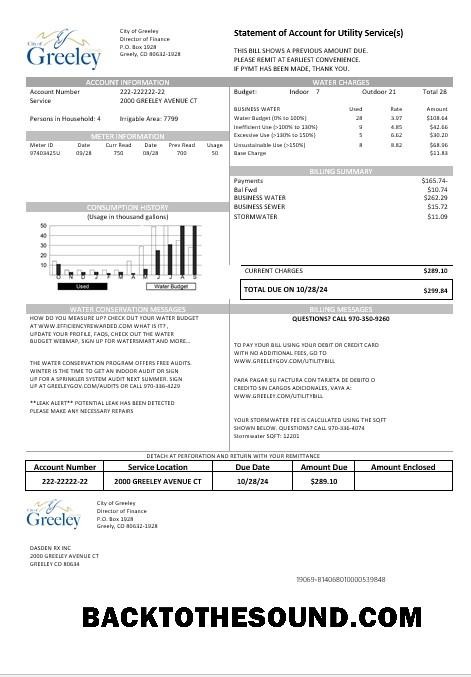 City of
Greeley
City of Greeley
Director of Finance
P.O. Box 1928
Greely, CO 80632-1928
Statement of Account for Utility Service(s)
THIS BILL SHOWS A PREVIOUS AMOUNT DUE.
PLEASE REMIT AT EARLIEST CONVENIENCE.
IF PYMT HAS BEEN MADE, THANK YOU.
ACCOUNT INFORMATION
Account Number 222-222222-22
Service 2000 GREELEY AVENUE CT
Persons in Household: 4 Irrigable Area: 7799
METER INFORMATION
Meter ID Date Curr Read Date Prev Read Usage
97403425U 09/28 750 08/28 700 50
CONSUMPTION HISTORY
(Usage in thousand gallons)
50
40
30
20
10
O N D J F M A M J J A S
Used Water Budget
WATER CHARGES
Budget: Indoor 7 Outdoor 21 Total 28
BUSINESS WATER Used Rate Amount
Water Budget (0% to 100%) 28 3.97 $108.64
Inefficient Use (>100% to 130%) 9 4.85 $42.66
Excessive Use (>130% to 150%) 5 6.62 $30.20
Unsustainable Use (>150%) 8 8.82 $68.96
Base Charge $11.83
BILLING SUMMARY
Payments $165.74-
Bal Fwd $10.74
BUSINESS WATER $262.29
BUSINESS SEWER $15.72
STORMWATER $11.09
CURRENT CHARGES $289.10
TOTAL DUE ON 10/28/24 $299.84
WATER CONSERVATION MESSAGES
HOW DO YOU MEASURE UP? CHECK OUT YOUR WATER BUDGET
AT WWW.EFFICIENCYREWARDED.COM WHAT IS IT?,
UPDATE YOUR PROFILE, FAQS, CHECK OUT THE WATER
BUDGET WEBMAP, SIGN UP FOR WATERSMART AND MORE...
THE WATER CONSERVATION PROGRAM OFFERS FREE AUDITS.
WINTER IS THE TIME TO GET AN INDOOR AUDIT OR SIGN
UP FOR A SPRINKLER SYSTEM AUDIT NEXT SUMMER. SIGN
UP AT GREELEYGOV.COM/AUDITS OR CALL 970-336-4229
**LEAK ALERT** POTENTIAL LEAK HAS BEEN DETECTED
PLEASE MAKE ANY NECESSARY REPAIRS
BILLING MESSAGES
QUESTIONS? CALL 970-350-9260
TO PAY YOUR BILL USING YOUR DEBIT OR CREDIT CARD
WITH NO ADDITIONAL FEES, GO TO
WWW.GREELEYGOV.COM/UTILITYBILL
PARA PAGAR SU FACTURA CON TARJETA DE DEBITO O
CREDITO SIN CARGOS ADICIONALES, VAYA A:
WWW.GREELEY.COM/UTILITYBILL
YOUR STORMWATER FEE IS CALCULATED USING THE SQFT
SHOWN BELOW. QUESTIONS? CALL 970-336-4074
Stormwater SQFT: 12201
DETACH AT PERFORATION AND RETURN WITH YOUR REMITTANCE
Account Number Service Location Due Date Amount Due Amount Enclosed
222-22222-22 2000 GREELEY AVENUE CT 10/28/24 $289.10
City of
Greeley
City of Greeley
Director of Finance
P.O. Box 1928
Greely, CO 80632-1928
DASDEN RX INC
2000 GREELEY AVENUE CT
GREELEY CO 80634
19069-814068010000539848
BACKTOTHESOUND.COM